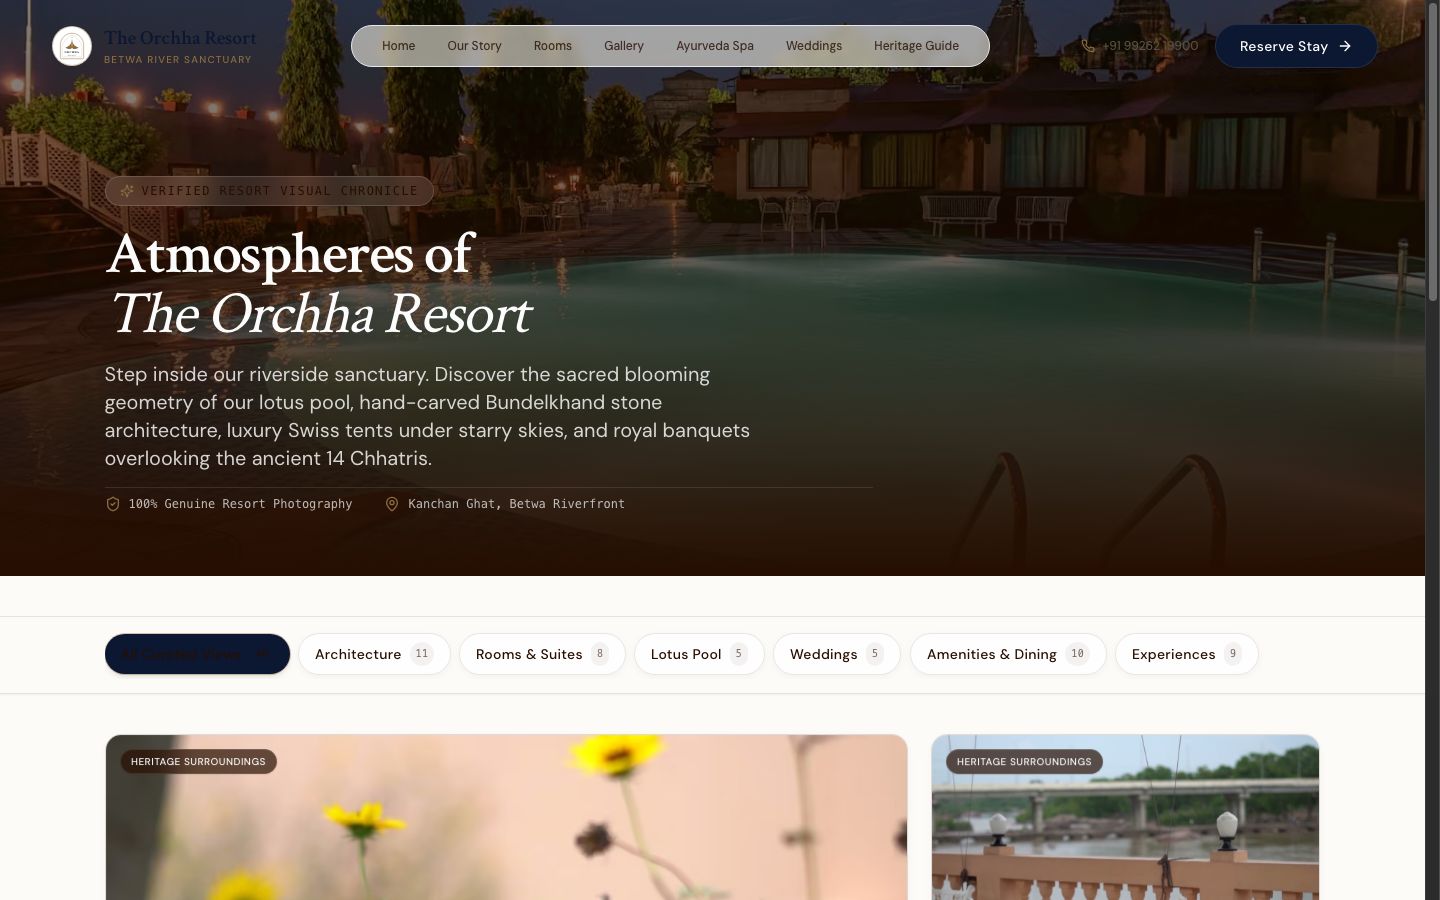 The Orchha Resort
BETWA RIVER SANCTUARY
Home
Our Story
Rooms
Gallery
Ayurveda Spa
Weddings
Heritage Guide
+91 99262 19900
Reserve Stay
VERIFIED RESORT VISUAL CHRONICLE
Atmospheres of
The Orchha Resort
Step inside our riverside sanctuary. Discover the sacred blooming
geometry of our lotus pool, hand-carved Bundelkhand stone
architecture, luxury Swiss tents under starry skies, and royal banquets
overlooking the ancient 14 Chhatris.
100% Genuine Resort Photography
Kanchan Ghat, Betwa Riverfront
All Curated Views
Architecture 11
Rooms & Suites 8
Lotus Pool 5
Weddings 5
Amenities & Dining 10
Experiences 9
HERITAGE SURROUNDINGS
HERITAGE SURROUNDINGS